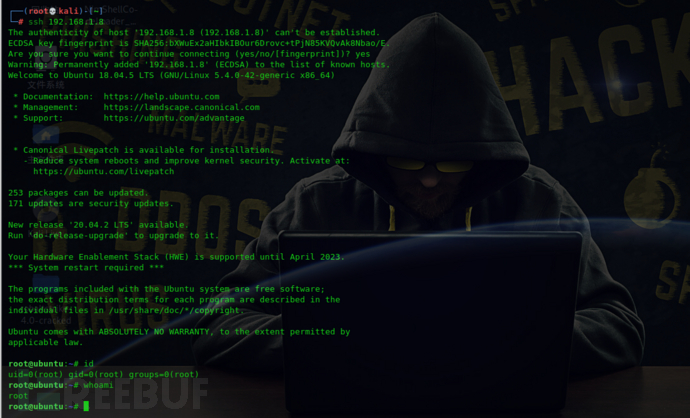 (root💀kali)-[~]
# ssh 192.168.1.8
The authenticity of host '192.168.1.8 (192.168.1.8)' can't be established.
ECDSA key fingerprint is
Are you sure you want to continue connecting (yes/no/[fingerprint])? yes
Warning: Permanently added '192.168.1.8' (ECDSA) to the list of known hosts.
Welcome to Ubuntu 18.04.5 LTS (GNU/Linux 5.4.0-42-generic x86_64)
文件系统
* Documentation: https://help.ubuntu.com
* Management: https://landscape.canonical.com
* Support: https://ubuntu.com/advantage
* Canonical Livepatch is available for installation.
- Reduce system reboots and improve kernel security. Activate at:
https://ubuntu.com/livepatch
253 packages can be updated.
171 updates are security updates.
New release '20.04.2 LTS' available.
Run 'do-release-upgrade' to upgrade to it.
Your Hardware Enablement Stack (HWE) is supported until April 2023.
*** System restart required ***
The programs included with the Ubuntu system are free software;
the exact distribution terms for each program are described in the
individual files in /usr/share/doc/*/copyright.
4.0-cracked
Ubuntu comes with ABSOLUTELY NO WARRANTY, to the extent permitted by
applicable law.
root@ubuntu:~# id
uid=0(root) gid=0(root) groups=0(root)
root@ubuntu:~# whoami
root
root@ubuntu:~#
HACK
MALWARE
REEBUF